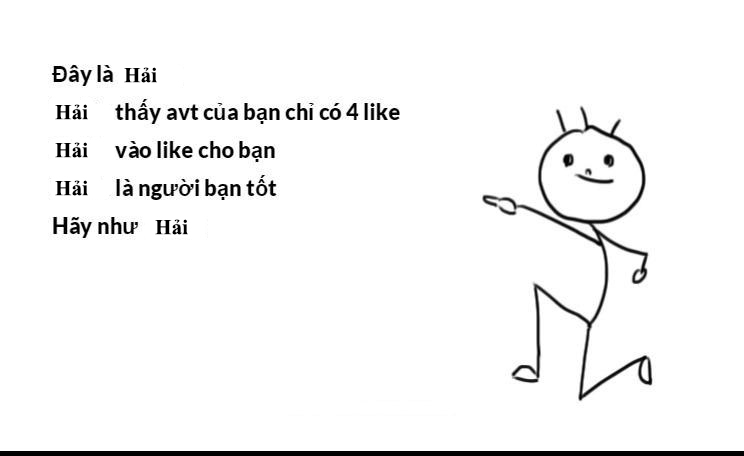 Đây là Hải
Hải thấy avt của bạn chỉ có 4 like
Hải vào like cho bạn
Hải là người bạn tốt
Hãy như Hải